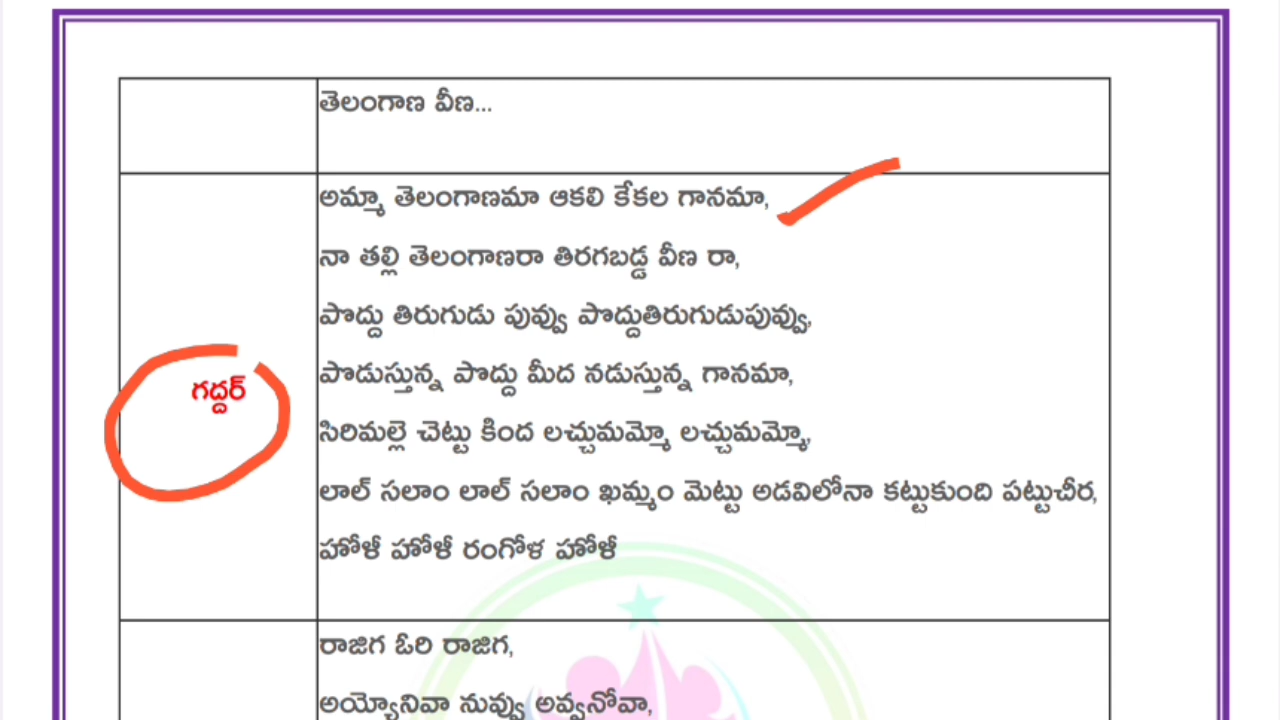 తెలంగాణ వీణ...
అమ్మా తెలంగాణమా ఆకలి కేకల గానమా,
నా తల్లి తెలంగాణరా తిరగబడ్డ వీణ రా,
పొద్దు తిరుగుడు పువ్వు పొద్దుతిరుగుడుపువ్వు,
గద్దర్
పొడుస్తున్న పొద్దు మీద నడుస్తున్న గానమా,
సిరిమల్లె చెట్టు కింద లచ్చుమమ్మో లచ్చుమమ్మో,
లాల్ సలాం లాల్ సలాం ఖమ్మం మెట్టు అడవిలోనా కట్టుకుంది పట్టుచీర,
హోళీ హోళీ రంగోళ హోళీ
రాజిగ ఓరి రాజిగ,
అయ్యోనివా నువ్వు అవ్వనోవా,